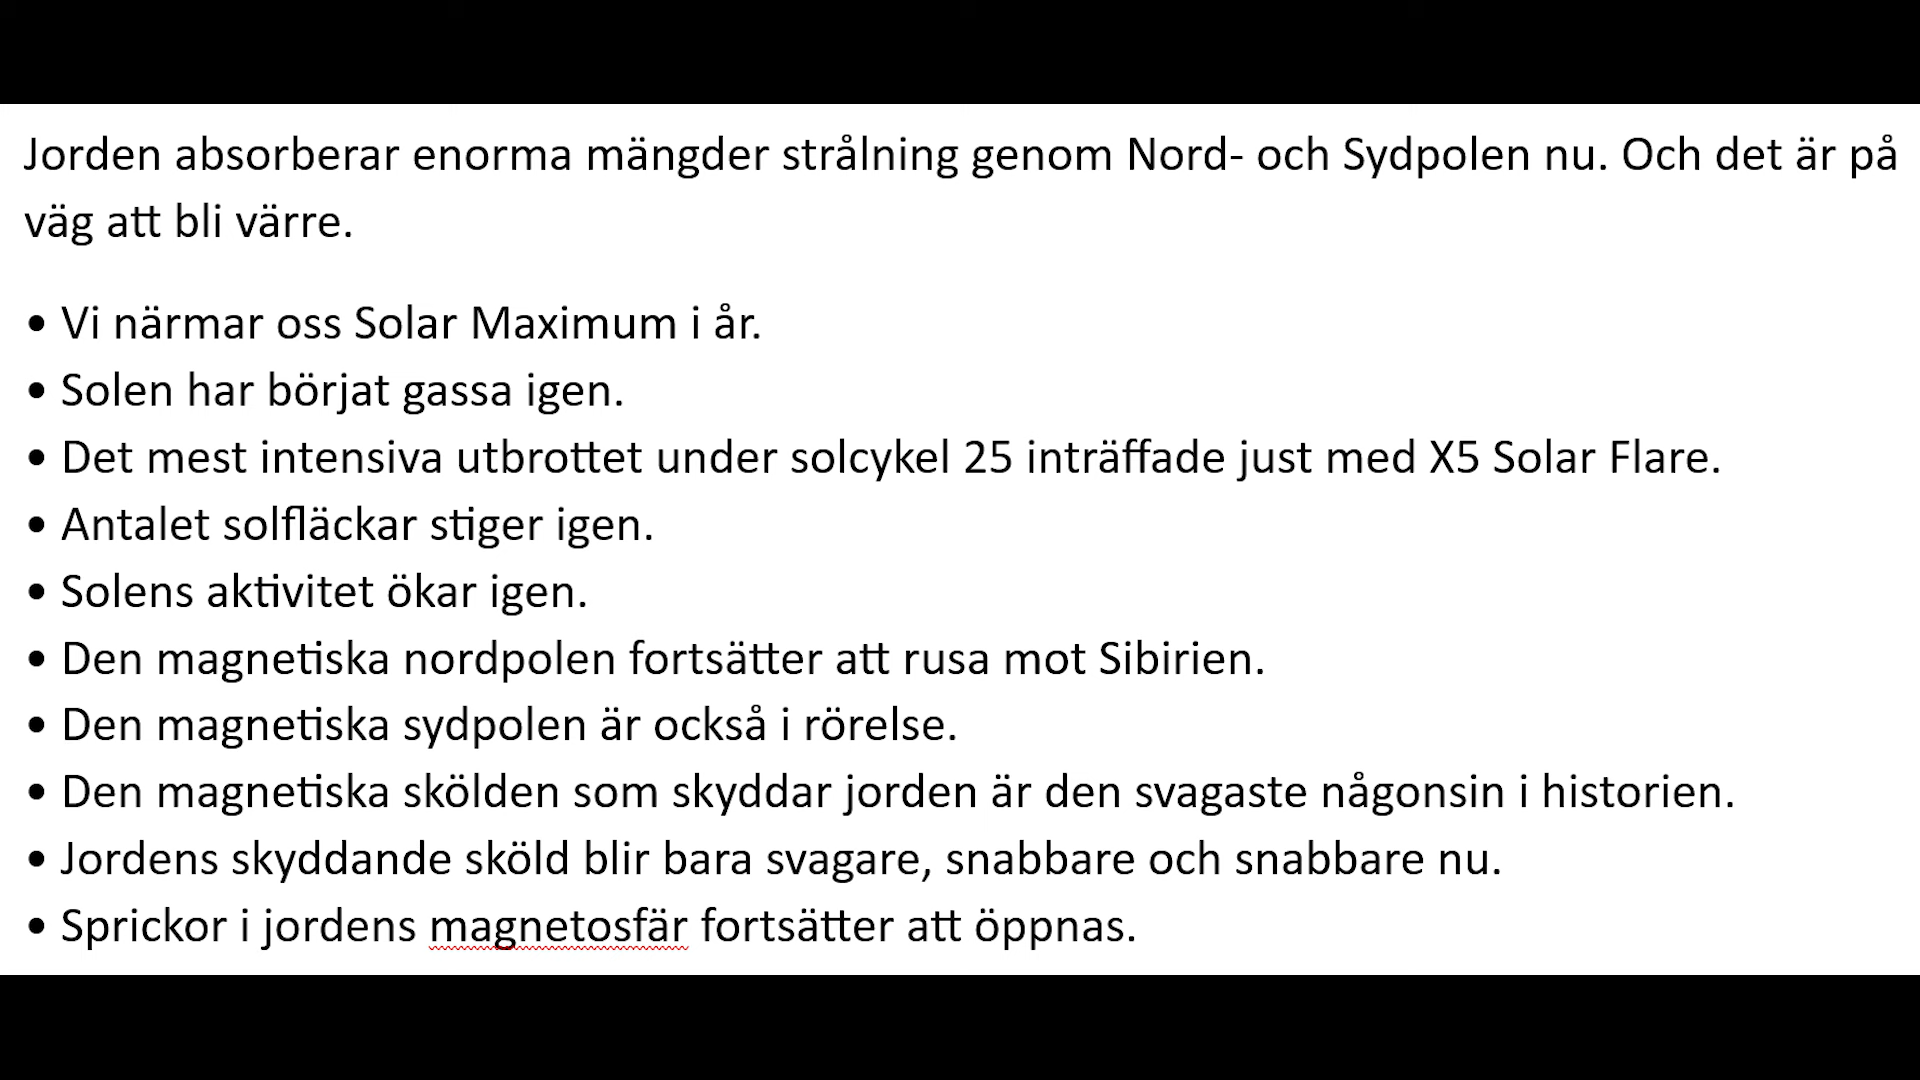 Jorden absorberar enorma mängder strålning genom Nord- och Sydpolen nu. Och det är på
väg att bli värre.
• Vi närmar oss Solar Maximum i år.
• Solen har börjat gassa igen.
• Det mest intensiva utbrottet under solcykel 25 inträffade just med X5 Solar Flare.
• Antalet solfläckar stiger igen.
• Solens aktivitet ökar igen.
• Den magnetiska nordpolen fortsätter att rusa mot Sibirien.
• Den magnetiska sydpolen är också i rörelse.
• Den magnetiska skölden som skyddar jorden är den svagaste någonsin i historien.
• Jordens skyddande sköld blir bara svagare, snabbare och snabbare nu.
• Sprickor i jordens magnetosfär fortsätter att öppnas.